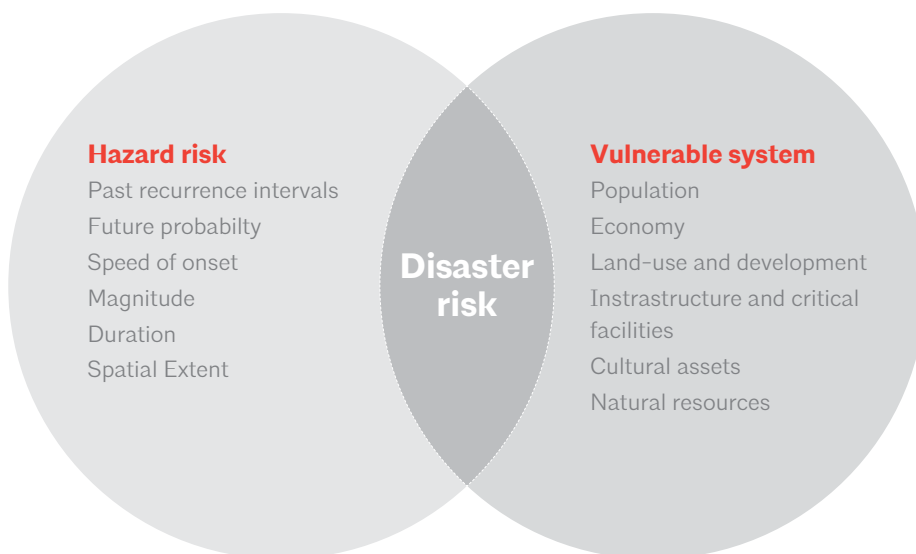 Hazard risk
Past recurrence intervals
Future probabilty
Speed of onset
Magnitude
Duration
Spatial Extent
Disaster
risk
Vulnerable system
Population
Economy
Land-use and development
Instrastructure and critical
facilities
Cultural assets
Natural resources